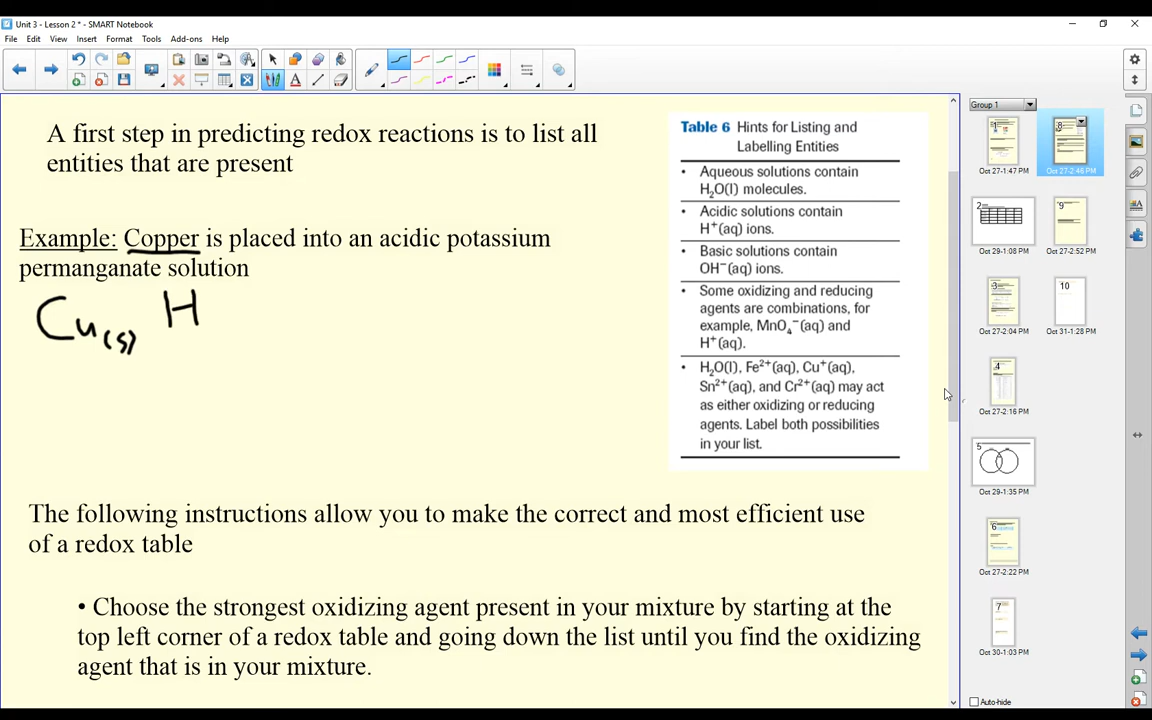 Unit 3 - Lesson 2 * - SMART Notebook
File Edit View Insert Format Tools Add-ons Help
A first step in predicting redox reactions is to list all
entities that are present
Example: Copper is placed into an acidic potassium
permanganate solution
Cu(s) H
Table 6 Hints for Listing and
Labelling Entities
• Aqueous solutions contain
H₂O(l) molecules.
• Acidic solutions contain
H⁺(aq) ions.
• Basic solutions contain
OH⁻(aq) ions.
• Some oxidizing and reducing
agents are combinations, for
example, MnO₄⁻(aq) and
H⁺(aq).
• H₂O(l), Fe²⁺(aq), Cu⁺(aq),
Sn²⁺(aq), and Cr²⁺(aq) may act
as either oxidizing or reducing
agents. Label both possibilities
in your list.
The following instructions allow you to make the correct and most efficient use
of a redox table
• Choose the strongest oxidizing agent present in your mixture by starting at the
top left corner of a redox table and going down the list until you find the oxidizing
agent that is in your mixture.
Group 1
1
Oct 27-1:47 PM
8
Oct 27-2:46 PM
2
Oct 29-1:08 PM
9
Oct 27-2:52 PM
3
Oct 27-2:04 PM
10
Oct 31-1:28 PM
4
Oct 27-2:16 PM
5
Oct 29-1:35 PM
6
Oct 27-2:22 PM
7
Oct 30-1:03 PM
Auto-hide